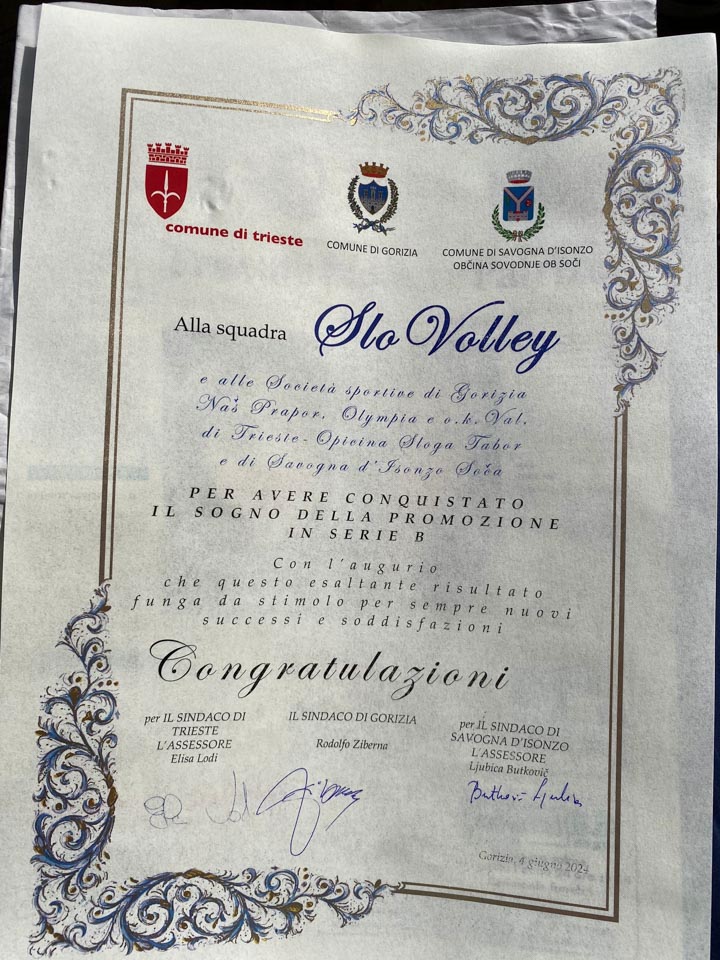 comune di trieste
COMUNE DI GORIZIA
COMUNE DI SAVOGNA D'ISONZO
OBČINA SOVODNJE OB SOČI
Alla squadra Slo Volley
e alle Società sportive di Gorizia
Naš Prapor, Olympia e o.k. Val,
di Trieste - Opicina Sloga Tabor
e di Savogna d'Isonzo Soča
PER AVERE CONQUISTATO
IL SOGNO DELLA PROMOZIONE
IN SERIE B
Con l´augurio
che questo esaltante risultato
funga da stimolo per sempre nuovi
successi e soddisfazioni
Congratulazioni
per IL SINDACO DI
TRIESTE
L'ASSESSORE
Elisa Lodi
IL SINDACO DI GORIZIA
Rodolfo Ziberna
per IL SINDACO DI
SAVOGNA D'ISONZO
L'ASSESSORE
Ljubica Butkovič
Gorizia, 4 giugno 2024